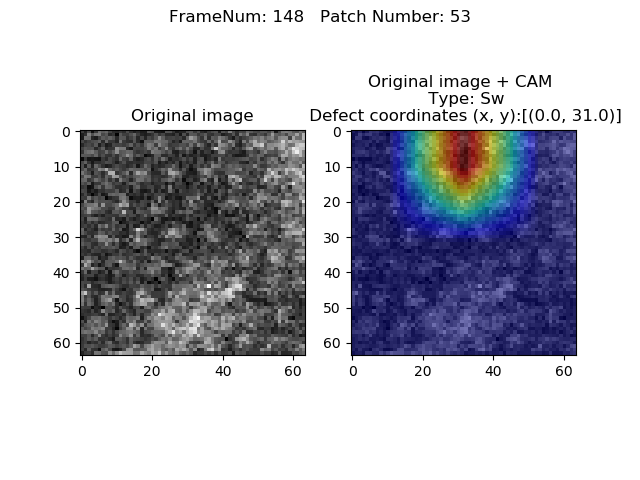 FrameNum: 148   Patch Number: 53
Original image
Original image + CAM
Type: Sw
Defect coordinates (x, y):[(0.0, 31.0)]
0
10
20
30
40
50
60
0 20 40 60
0
10
20
30
40
50
60
0 20 40 60